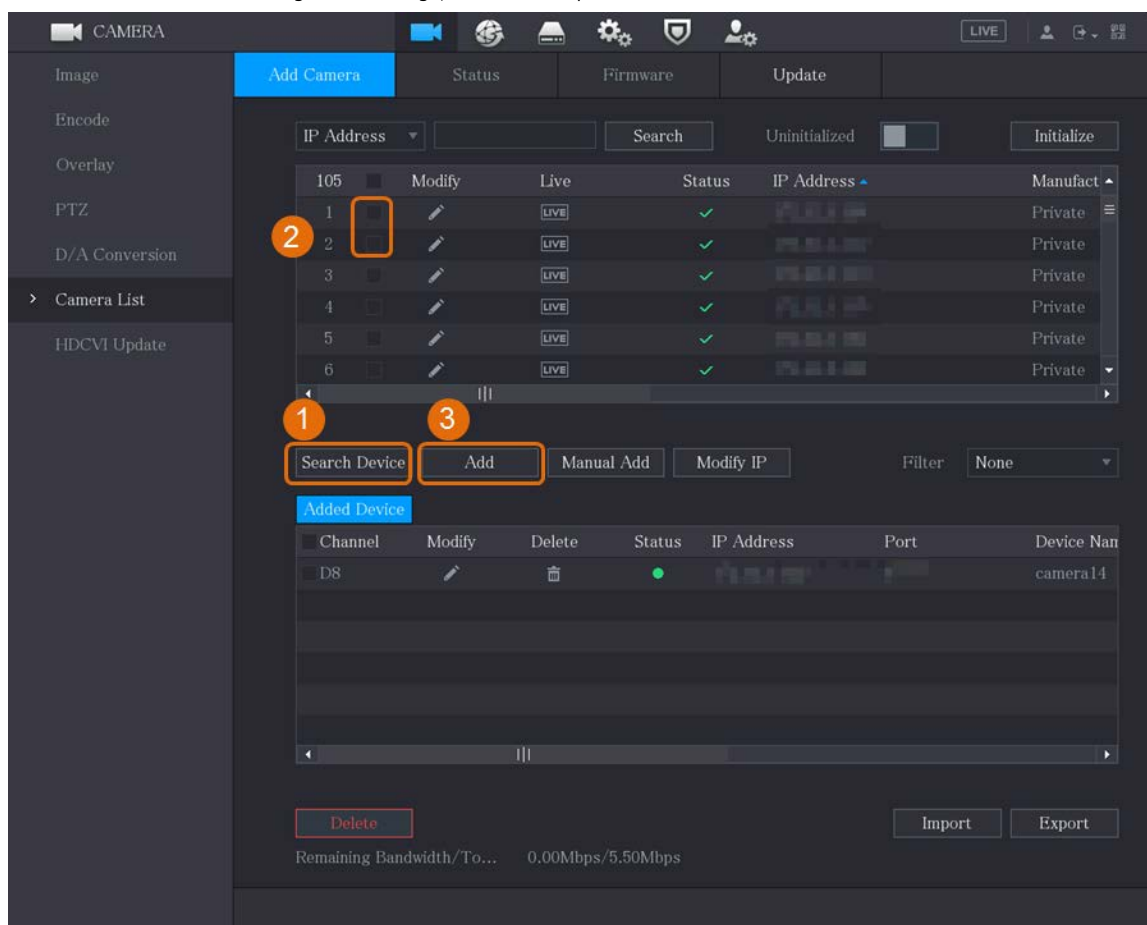 CAMERA LIVE
Image
Encode
Overlay
PTZ
D/A Conversion
Camera List
HDCVI Update
Add Camera Status Firmware Update
IP Address Search Uninitialized Initialize
105 Modify Live Status IP Address Manufact
1 LIVE Private
2
2 LIVE Private
3 LIVE Private
4 LIVE Private
5 LIVE Private
6 LIVE Private
1 3
Search Device Add Manual Add Modify IP Filter None
Added Device
Channel Modify Delete Status IP Address Port Device Nam
D8 camera14
Delete Import Export
Remaining Bandwidth/To... 0.00Mbps/5.50Mbps